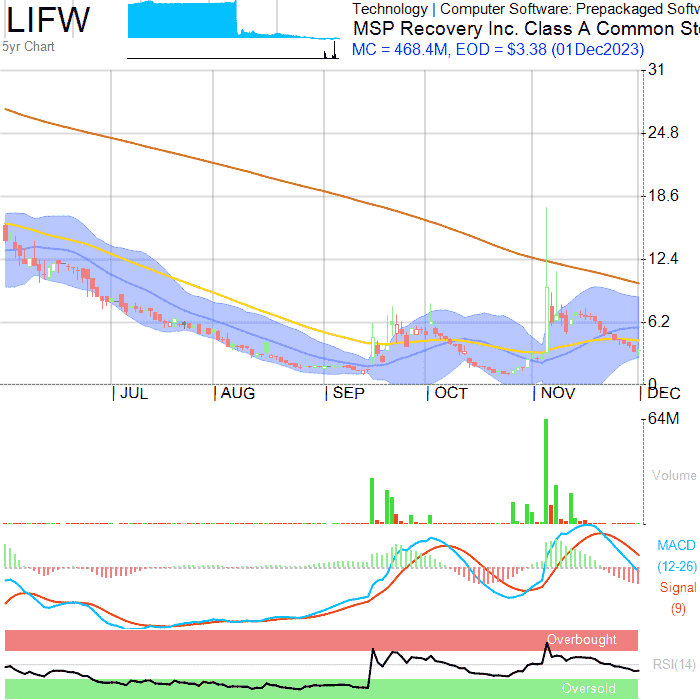 LIFW
5yr Chart
Technology | Computer Software: Prepackaged Softw
MSP Recovery Inc. Class A Common St
MC = 468.4M, EOD = $3.38 (01Dec2023)
31
24.8
18.6
12.4
6.2
0
JUL
AUG
SEP
OCT
NOV
DEC
64M
Volume
MACD
(12-26)
Signal
(9)
Overbought
RSI(14)
Oversold